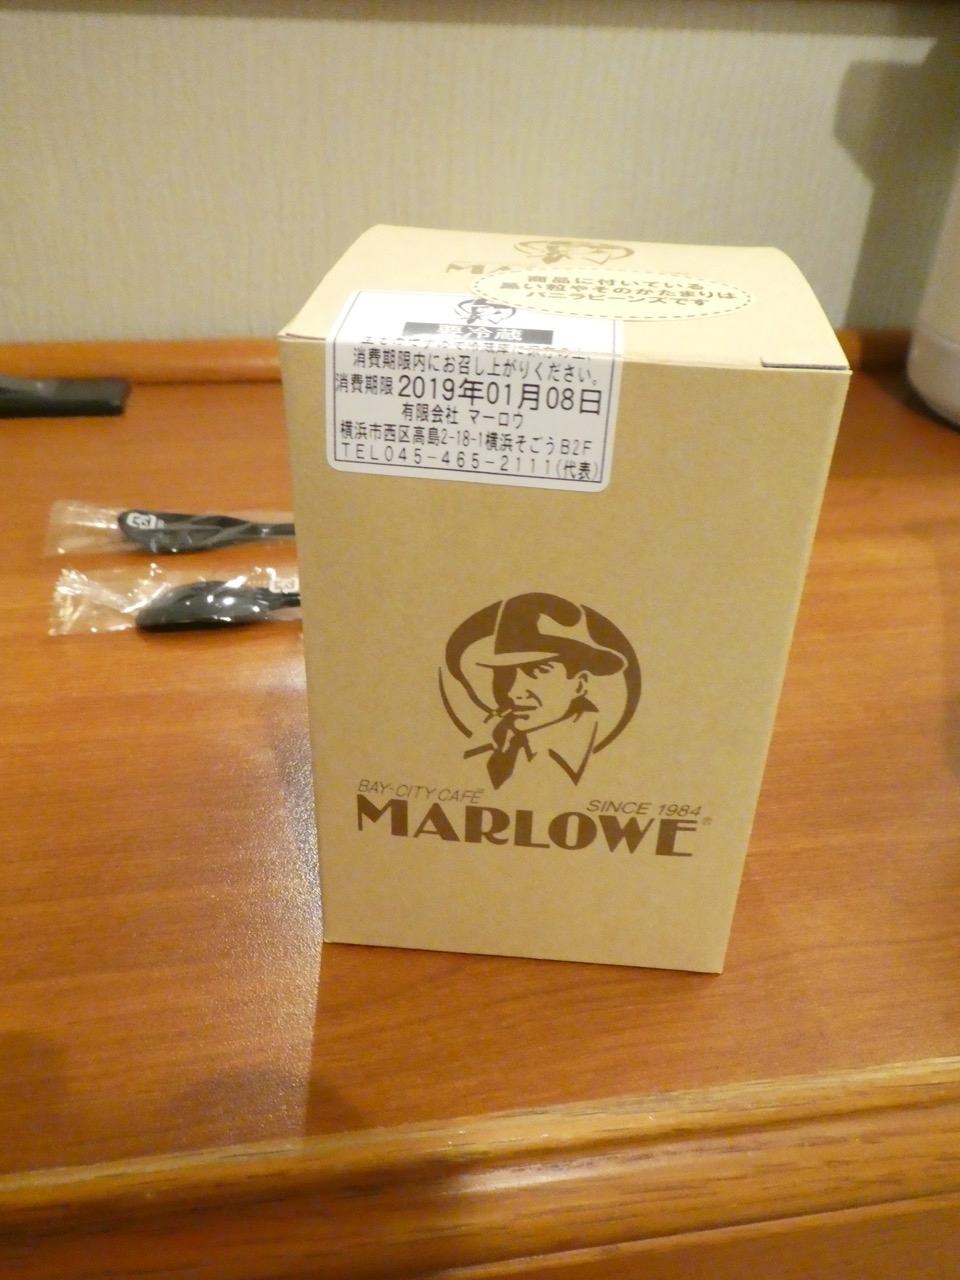 MARLOWE
商品に付いている
黒い粒やそのかたまりは
バニラビーンズです
要冷蔵
消費期限内にお召し上がりください。
消費期限 2019年01月08日
有限会社 マーロウ
横浜市西区高島2-18-1横浜そごうB2F
TEL045-465-2111(代表)
BAY-CITY CAFÉ
SINCE 1984
MARLOWE®